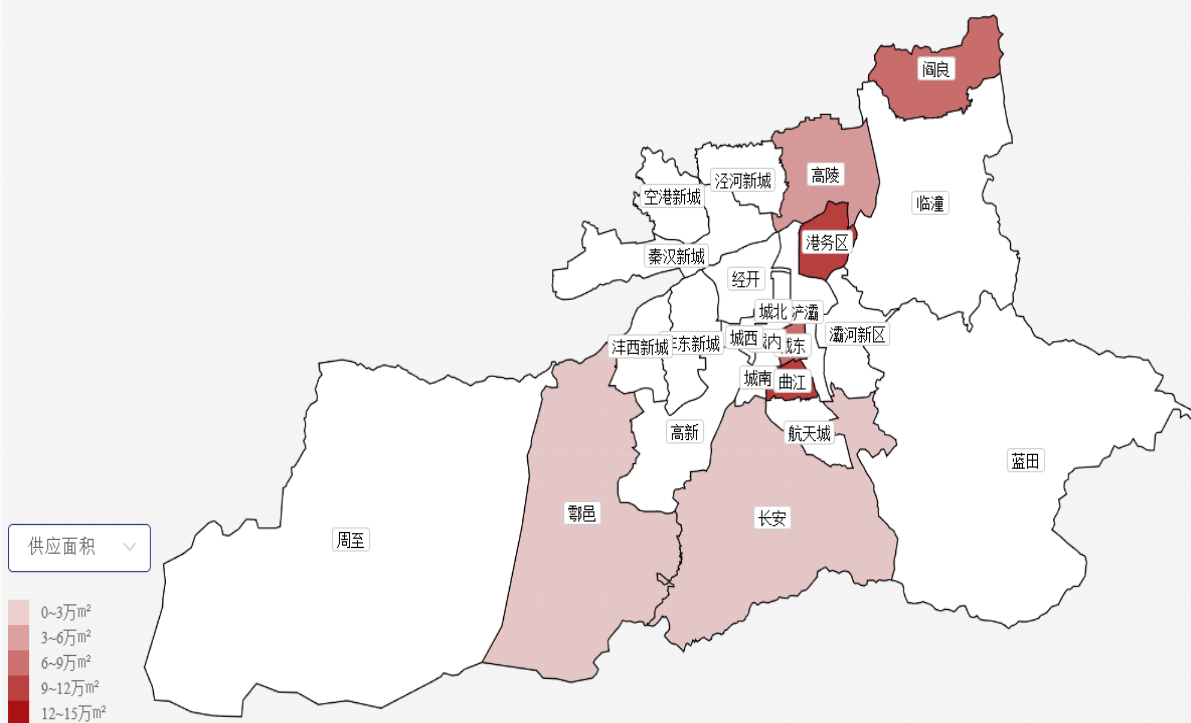 阎良
高陵
泾河新城
空港新城
临潼
港务区
秦汉新城
经开
城北
浐灞
灞河新区
城西
城内
城东
沣东新城
沣西新城
城南
曲江
高新
航天城
蓝田
鄠邑
长安
周至
供应面积
0~3万m²
3~6万m²
6~9万m²
9~12万m²
12~15万m²